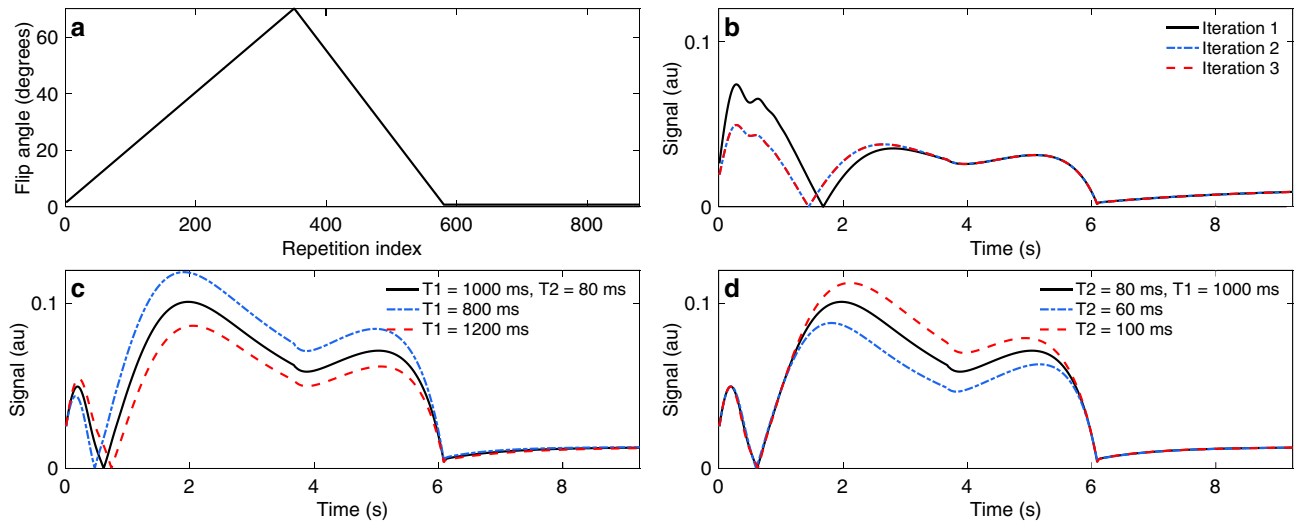 a
Flip angle (degrees)
60
40
20
0
0 200 400 600 800
Repetition index
b
Signal (au)
0.1
0
Iteration 1
Iteration 2
Iteration 3
0 2 4 6 8
Time (s)
c
Signal (au)
0.1
0
T1 = 1000 ms, T2 = 80 ms
T1 = 800 ms
T1 = 1200 ms
0 2 4 6 8
Time (s)
d
Signal (au)
0.1
0
T2 = 80 ms, T1 = 1000 ms
T2 = 60 ms
T2 = 100 ms
0 2 4 6 8
Time (s)